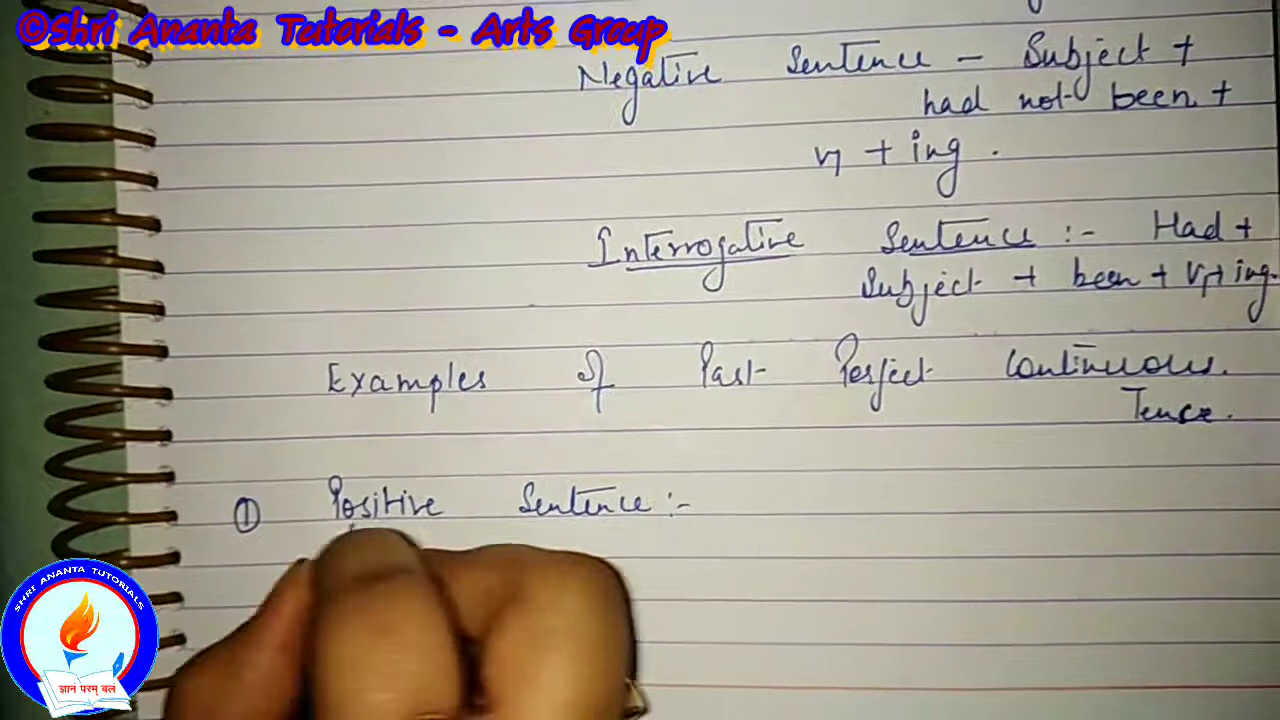 ©Shri Ananta Tutorials - Arts Group
Negative Sentence - Subject +
had not been +
V1 + ing.
Interrogative Sentence :- Had +
Subject + been + V1+ ing.
Examples of Past Perfect Continuous.
Tense.
① Positive Sentence :-
SHRI ANANTA TUTORIALS
ज्ञानं परम् बलं